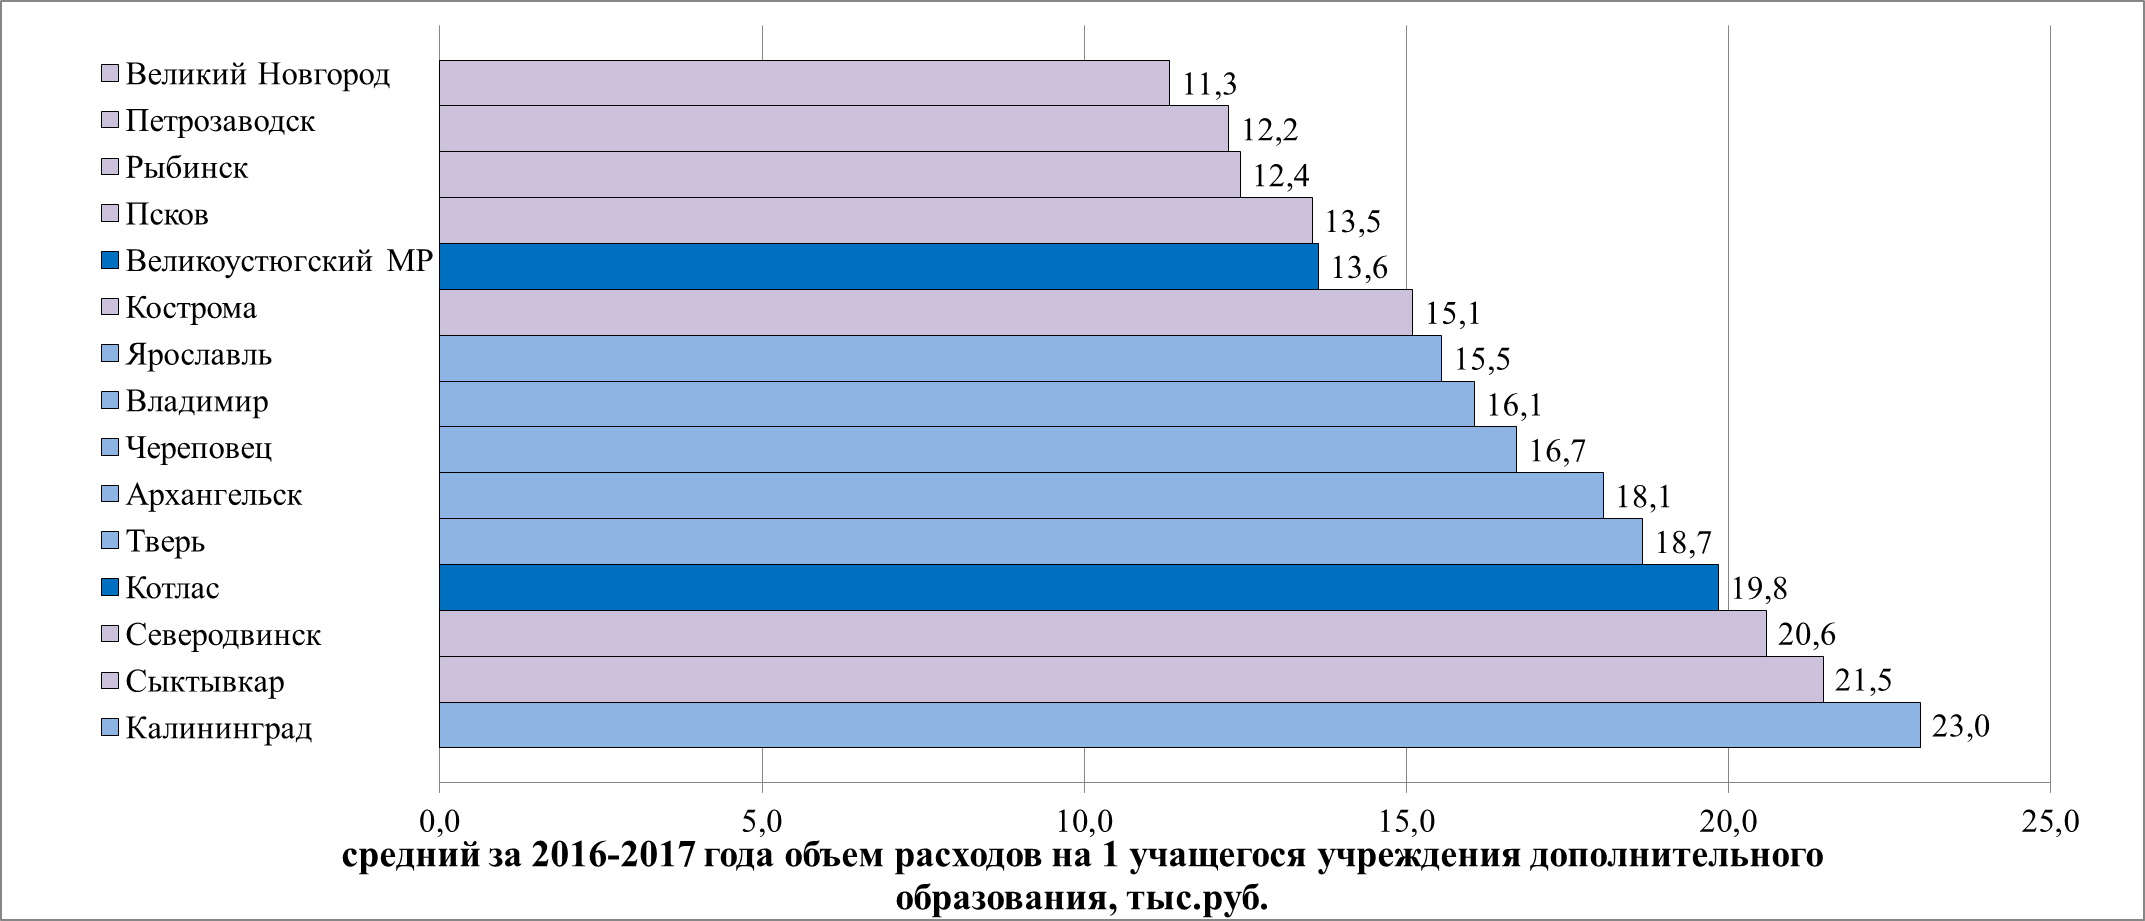 Великий Новгород 11,3
Петрозаводск 12,2
Рыбинск 12,4
Псков 13,5
Великоустюгский МР 13,6
Кострома 15,1
Ярославль 15,5
Владимир 16,1
Череповец 16,7
Архангельск 18,1
Тверь 18,7
Котлас 19,8
Северодвинск 20,6
Сыктывкар 21,5
Калининград 23,0
0,0 5,0 10,0 15,0 20,0 25,0
средний за 2016-2017 года объем расходов на 1 учащегося учреждения дополнительного
образования, тыс.руб.